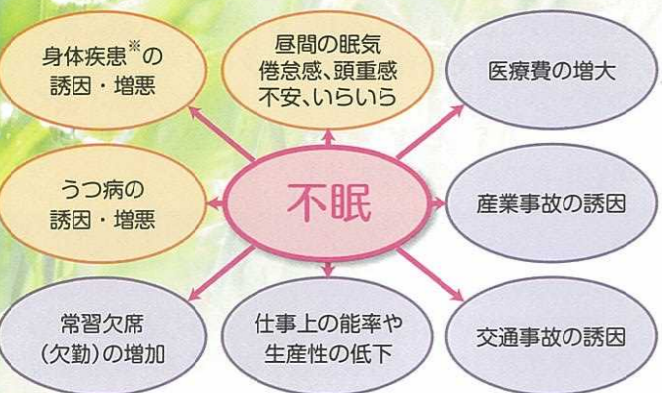 身体疾患※の
誘因・増悪
昼間の眠気
倦怠感、頭重感
不安、いらいら
医療費の増大
うつ病の
誘因・増悪
不眠
産業事故の誘因
常習欠席
(欠勤)の増加
仕事上の能率や
生産性の低下
交通事故の誘因